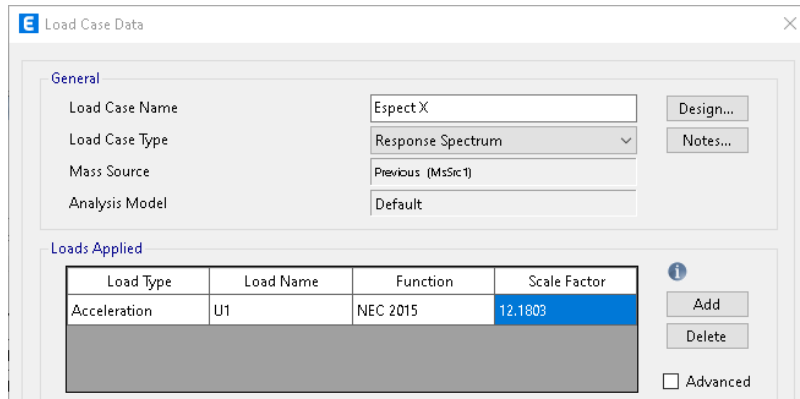 E Load Case Data
General
Load Case Name Espect X Design...
Load Case Type Response Spectrum Notes...
Mass Source Previous (MsSrc1)
Analysis Model Default
Loads Applied
Load Type Load Name Function Scale Factor
Acceleration U1 NEC 2015 12.1803
i
Add
Delete
Advanced